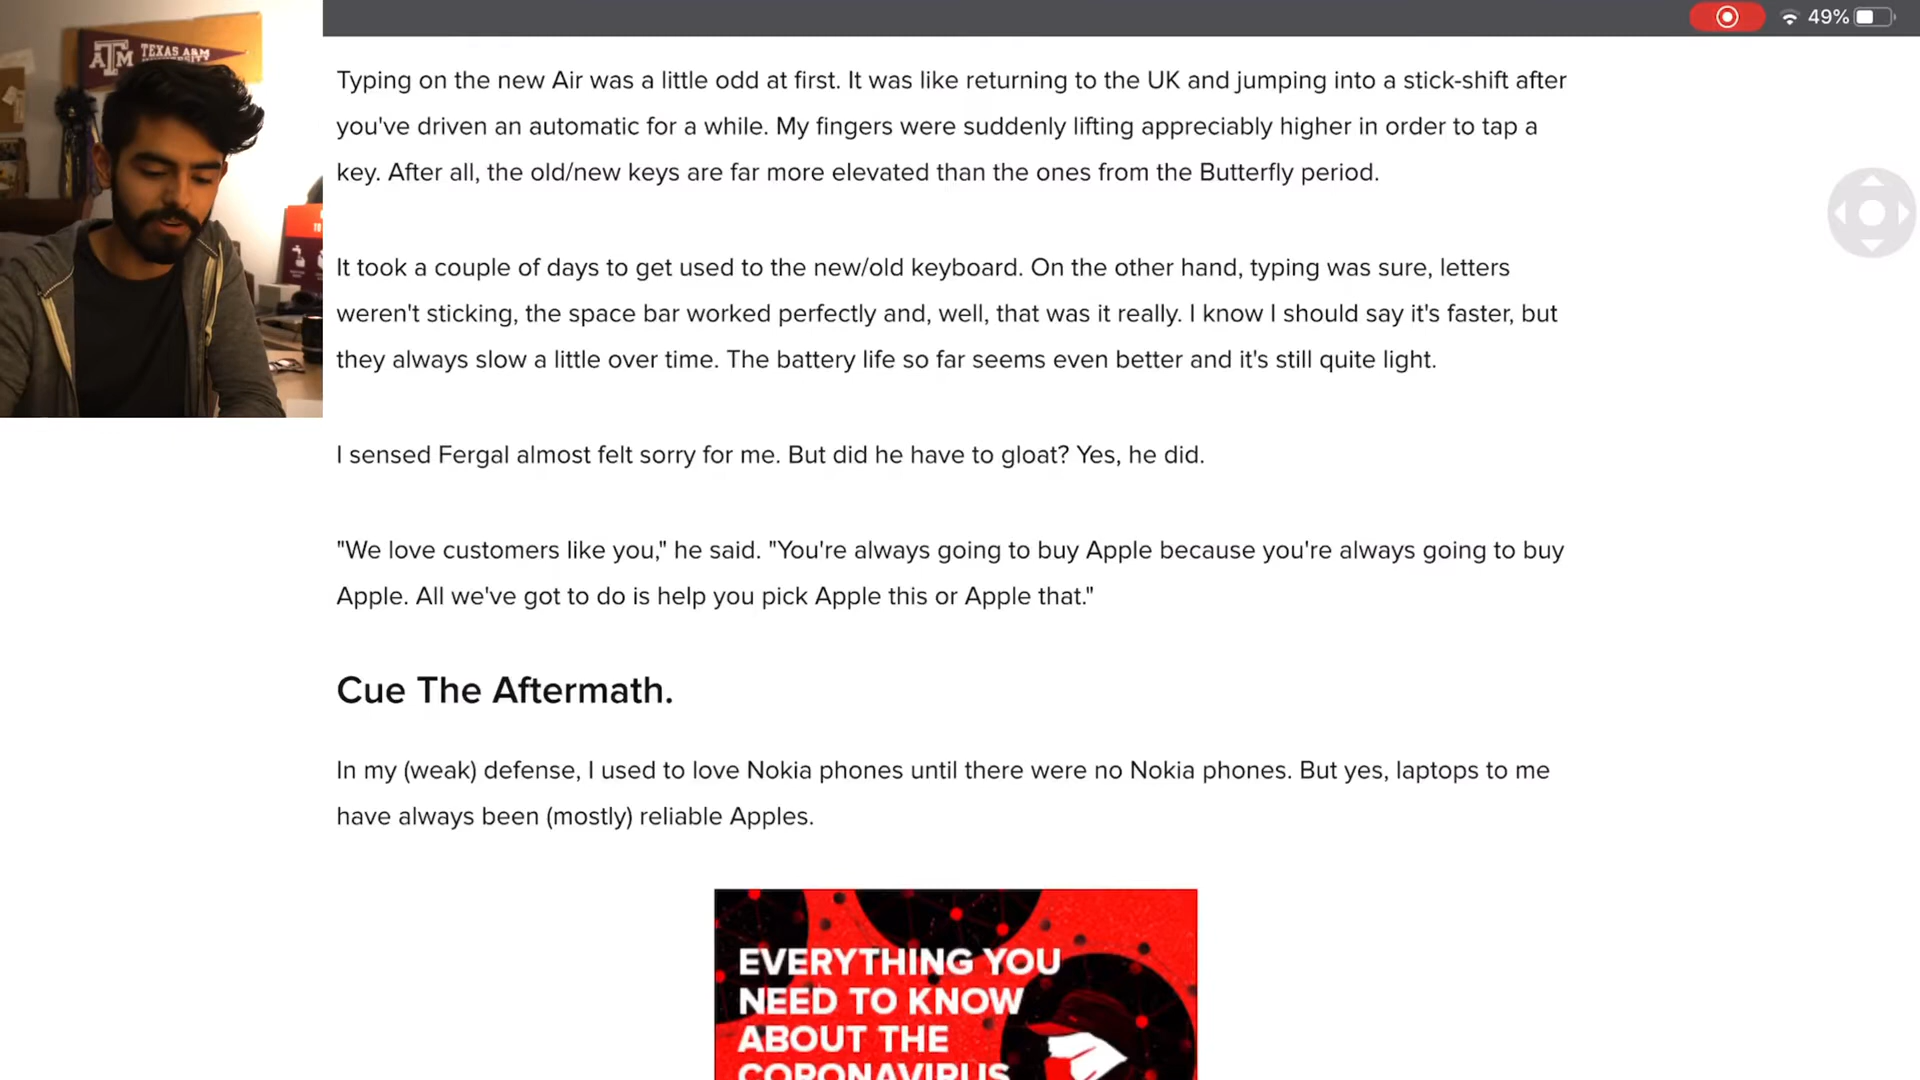 49%
ATM TEXAS A&M
Typing on the new Air was a little odd at first. It was like returning to the UK and jumping into a stick-shift after
you've driven an automatic for a while. My fingers were suddenly lifting appreciably higher in order to tap a
key. After all, the old/new keys are far more elevated than the ones from the Butterfly period.
It took a couple of days to get used to the new/old keyboard. On the other hand, typing was sure, letters
weren't sticking, the space bar worked perfectly and, well, that was it really. I know I should say it's faster, but
they always slow a little over time. The battery life so far seems even better and it's still quite light.
I sensed Fergal almost felt sorry for me. But did he have to gloat? Yes, he did.
"We love customers like you," he said. "You're always going to buy Apple because you're always going to buy
Apple. All we've got to do is help you pick Apple this or Apple that."
Cue The Aftermath.
In my (weak) defense, I used to love Nokia phones until there were no Nokia phones. But yes, laptops to me
have always been (mostly) reliable Apples.
EVERYTHING YOU
NEED TO KNOW
ABOUT THE
CORONAVIRUS